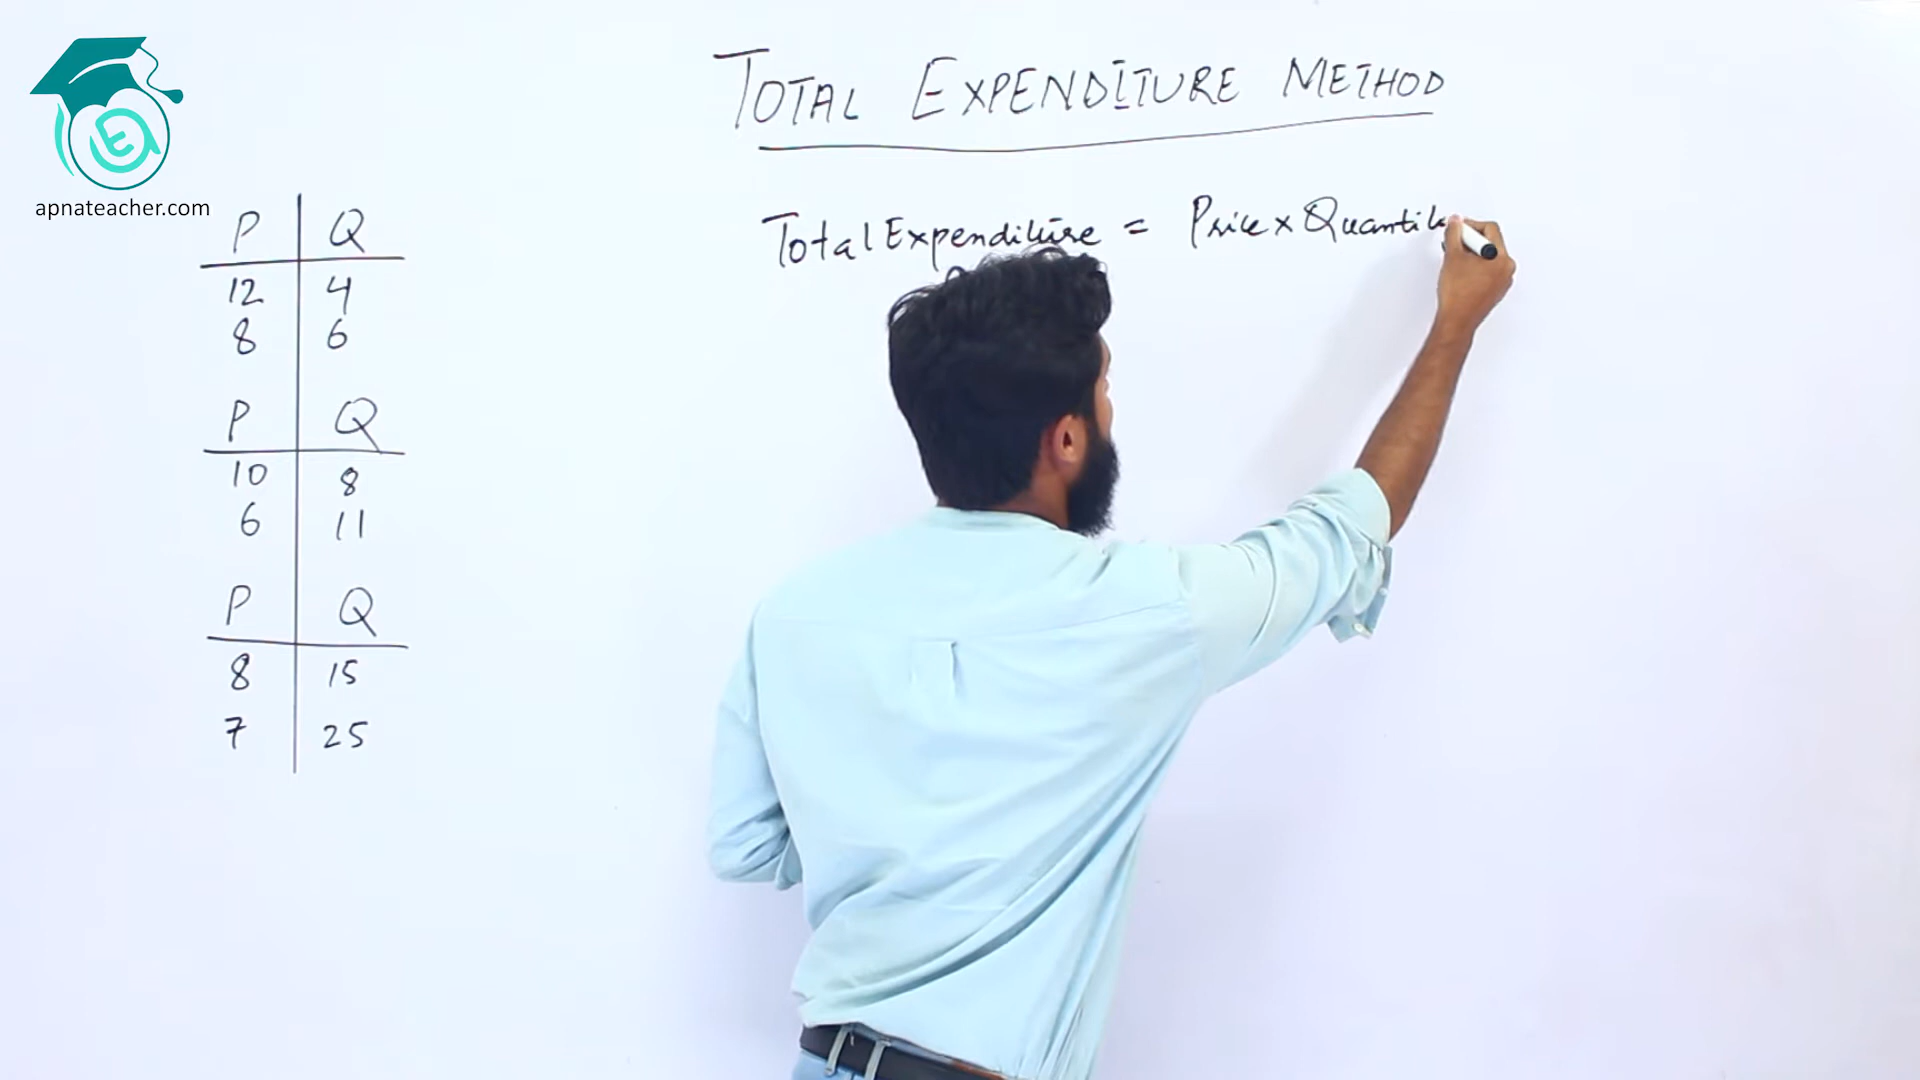 TOTAL EXPENDITURE METHOD
apnateacher.com
Total Expenditure = Price x Quantity
P Q
12 4
8 6
P Q
10 8
6 11
P Q
8 15
7 25